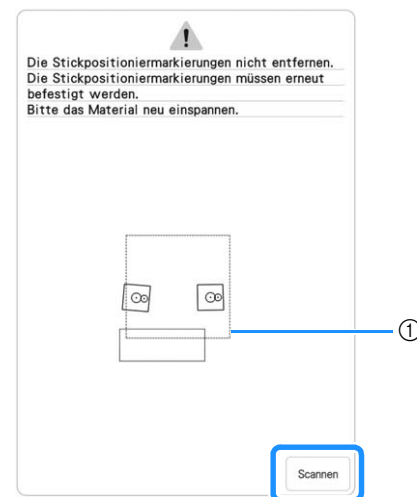 Die Stickpositioniermarkierungen nicht entfernen.
Die Stickpositioniermarkierungen müssen erneut
befestigt werden.
Bitte das Material neu einspannen.
①
Scannen